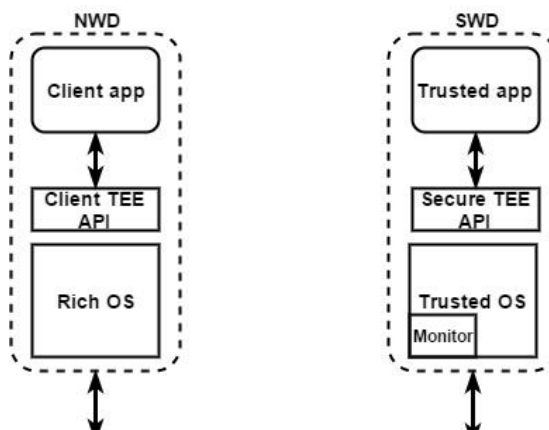 NWD
Client app
Client TEE
API
Rich OS
SWD
Trusted app
Secure TEE
API
Trusted OS
Monitor